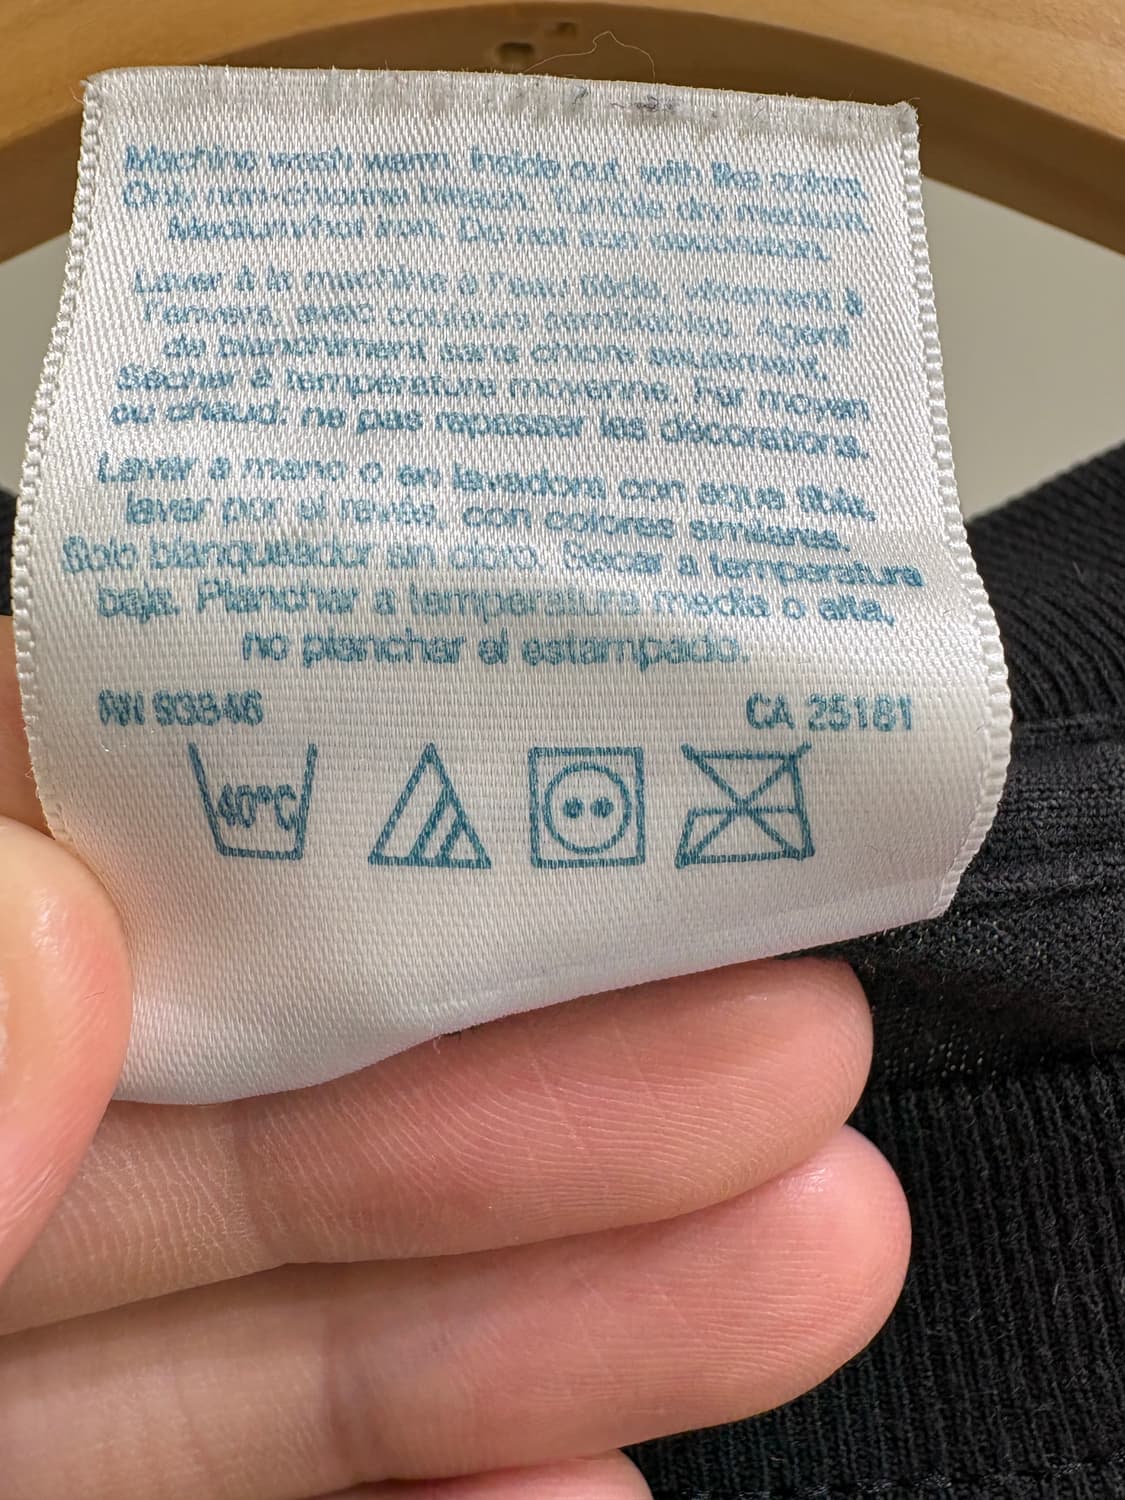 Machine wash warm, inside out, with like colors.
Only non-chlorine bleach. Tumble dry medium.
Medium/hot iron. Do not iron decoration.
Laver à la machine à l'eau tiède, vêtement à
l'envers, avec couleurs semblables. Agent
de blanchiment sans chlore seulement.
Sécher à température moyenne. Fer moyen
ou chaud; ne pas repasser les décorations.
Lavar a mano o en lavadora con agua tibia,
lavar por el revés, con colores similares.
Solo blanqueador sin cloro. Secar a temperatura
baja. Planchar a temperatura media o alta,
no planchar el estampado.
RN 93846 CA 25181
40°C